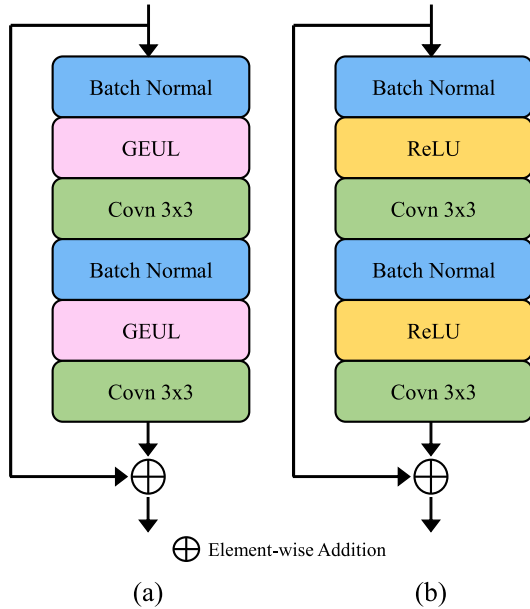 Batch Normal
GEUL
Covn 3x3
Batch Normal
GEUL
Covn 3x3
Batch Normal
ReLU
Covn 3x3
Batch Normal
ReLU
Covn 3x3
Element-wise Addition
(a)
(b)